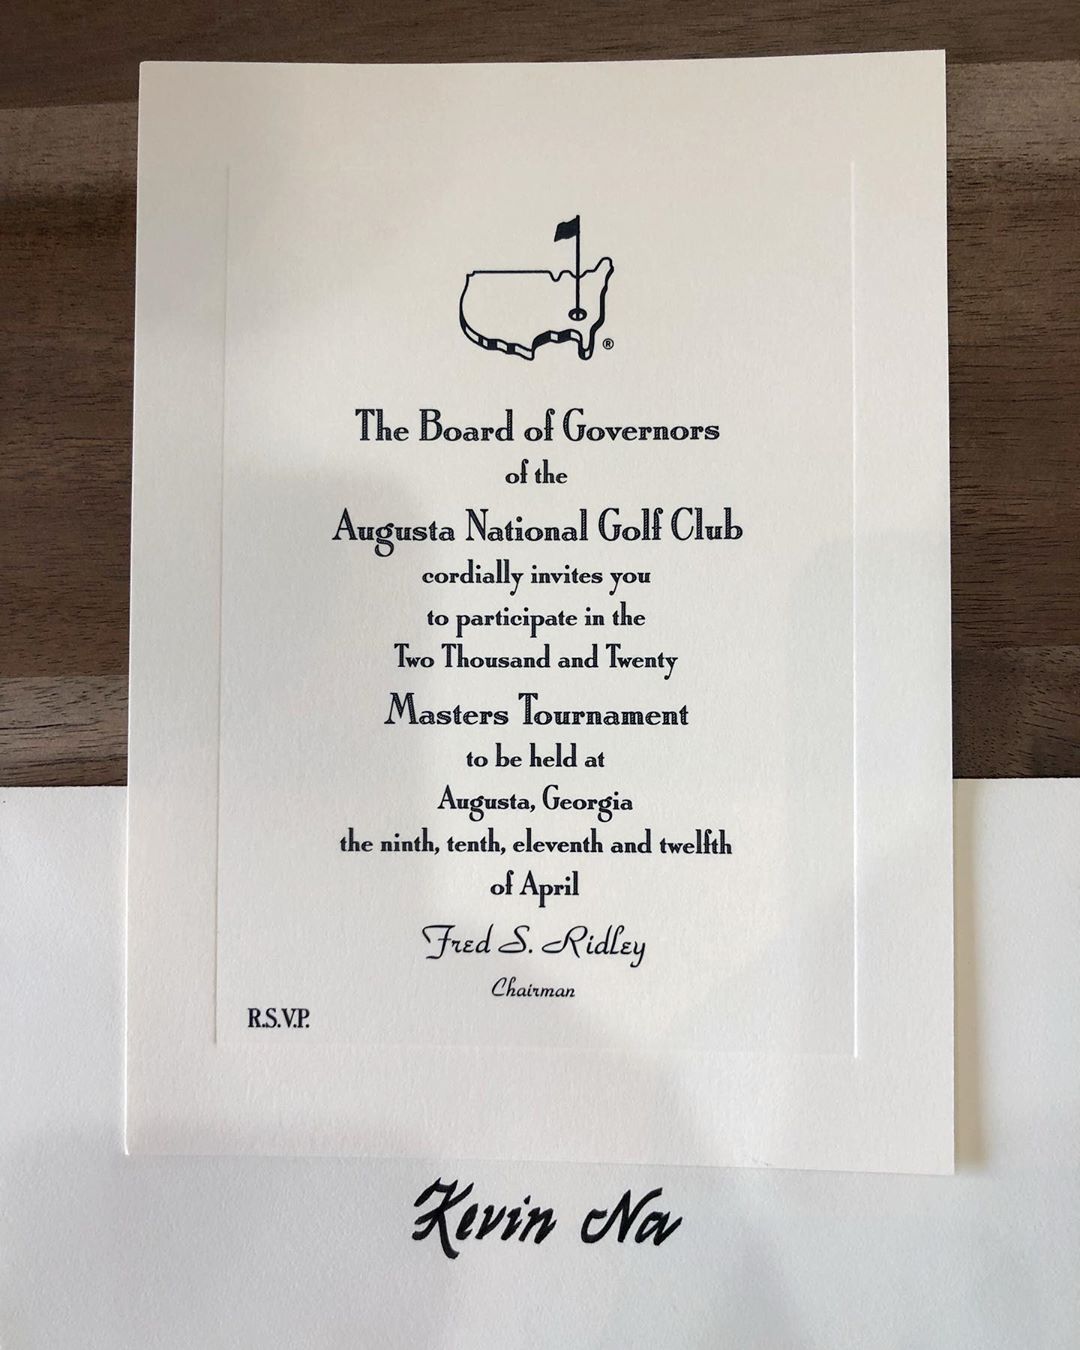 ®
The Board of Governors
of the
Augusta National Golf Club
cordially invites you
to participate in the
Two Thousand and Twenty
Masters Tournament
to be held at
Augusta, Georgia
the ninth, tenth, eleventh and twelfth
of April
Fred S. Ridley
Chairman
R.S.V.P.
Kevin Na